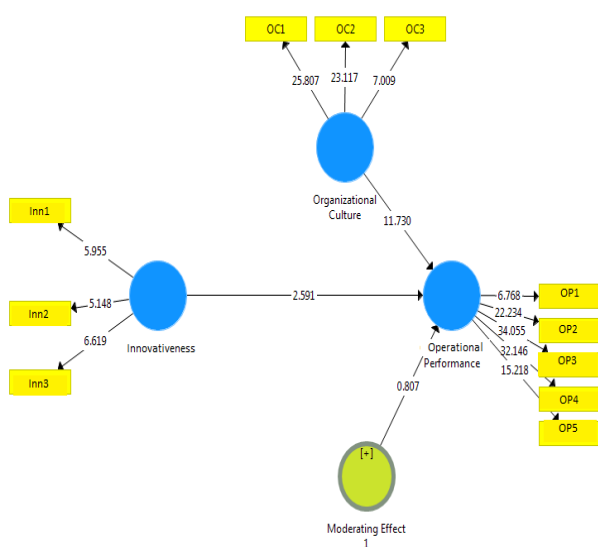 OC1 OC2 OC3
25.807 23.117 7.009
Organizational
Culture
11.730
Inn1
5.955
Inn2
5.148
6.619
Inn3
Innovativeness
2.591
6.768
22.234
34.055
32.146
15.218
OP1
OP2
OP3
OP4
OP5
Operational
Performance
0.807
[+]
Moderating Effect
1